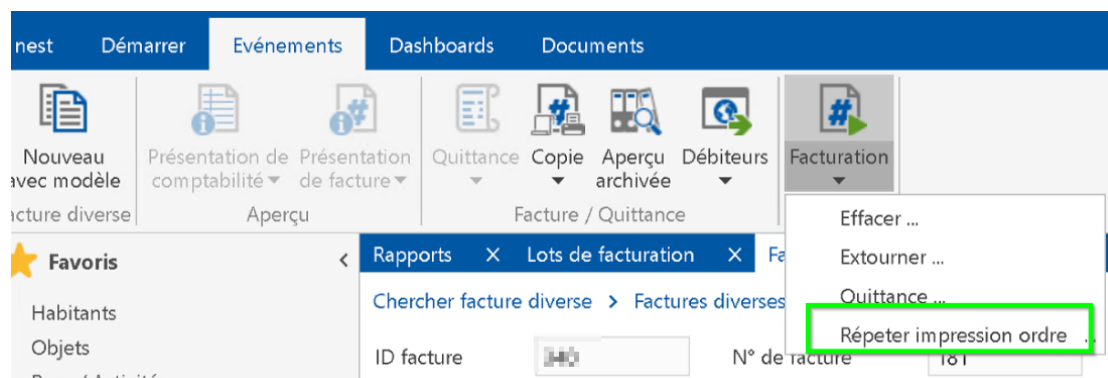 nest Démarrer Evénements Dashboards Documents
Nouveau
avec modèle
Présentation de
comptabilité
Présentation
de facture
Quittance
Copie
Aperçu
archivée
Débiteurs
Facturation
acture diverse Aperçu Facture / Quittance
Effacer ...
Extourner ...
Quittance ...
Répeter impression ordre ...
Favoris
Habitants
Objets
Rapports Lots de facturation Fa
Chercher facture diverse > Factures diverses
ID facture N° de facture 181